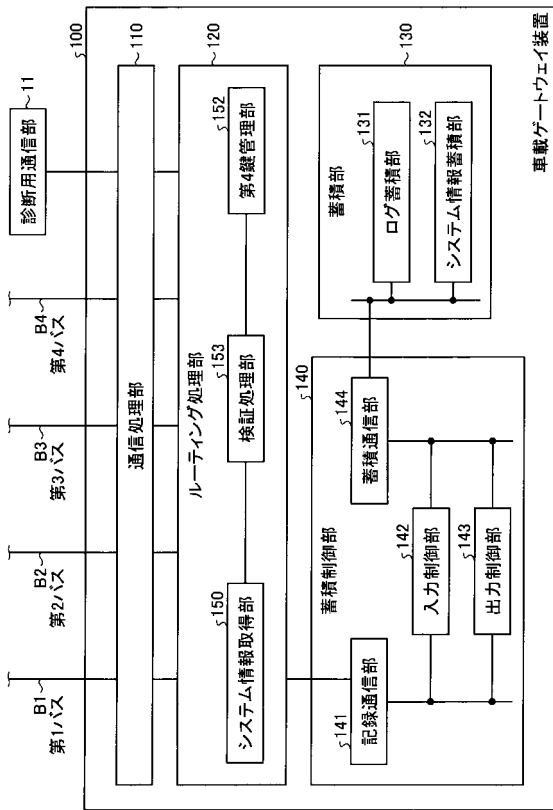 第1バス
B1
第2バス
B2
第3バス
B3
第4バス
B4
診断用通信部
11
100
通信処理部
110
ルーティング処理部
120
システム情報取得部
150
検証処理部
153
第4鍵管理部
152
蓄積制御部
140
記録通信部
141
入力制御部
142
出力制御部
143
蓄積通信部
144
蓄積部
130
ログ蓄積部
131
システム情報蓄積部
132
車載ゲートウェイ装置